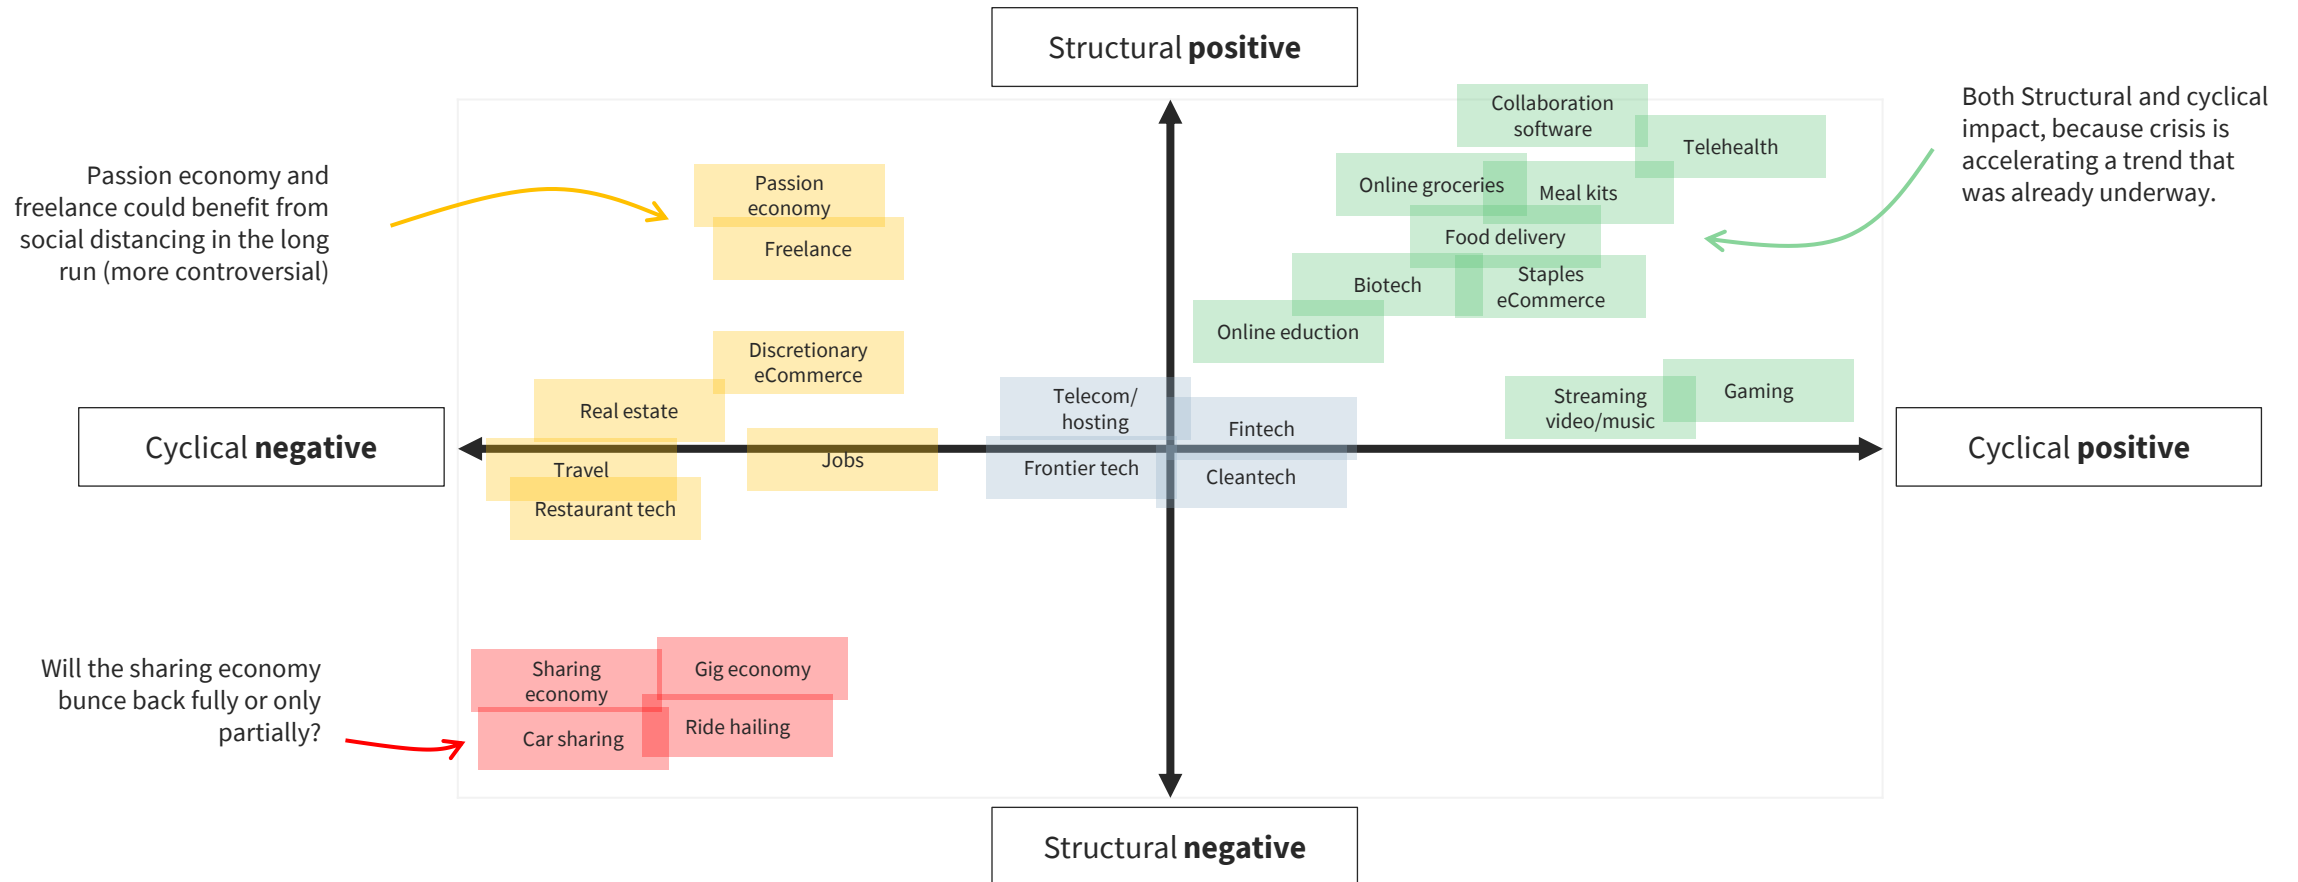 Structural positive
Collaboration
software
Both Structural and cyclical
impact, because crisis is
accelerating a trend that
was already underway.
Telehealth
Passion economy and
freelance could benefit from
social distancing in the long
run (more controversial)
Passion
economy
Freelance
Online groceries
Meal kits
Food delivery
Biotech
Staples
eCommerce
Online eduction
Discretionary
eCommerce
Real estate
Telecom/
hosting
Fintech
Streaming
video/music
Gaming
Cyclical negative
Cyclical positive
Travel
Jobs
Frontier tech
Cleantech
Restaurant tech
Will the sharing economy
bunce back fully or only
partially?
Sharing
economy
Gig economy
Car sharing
Ride hailing
Structural negative